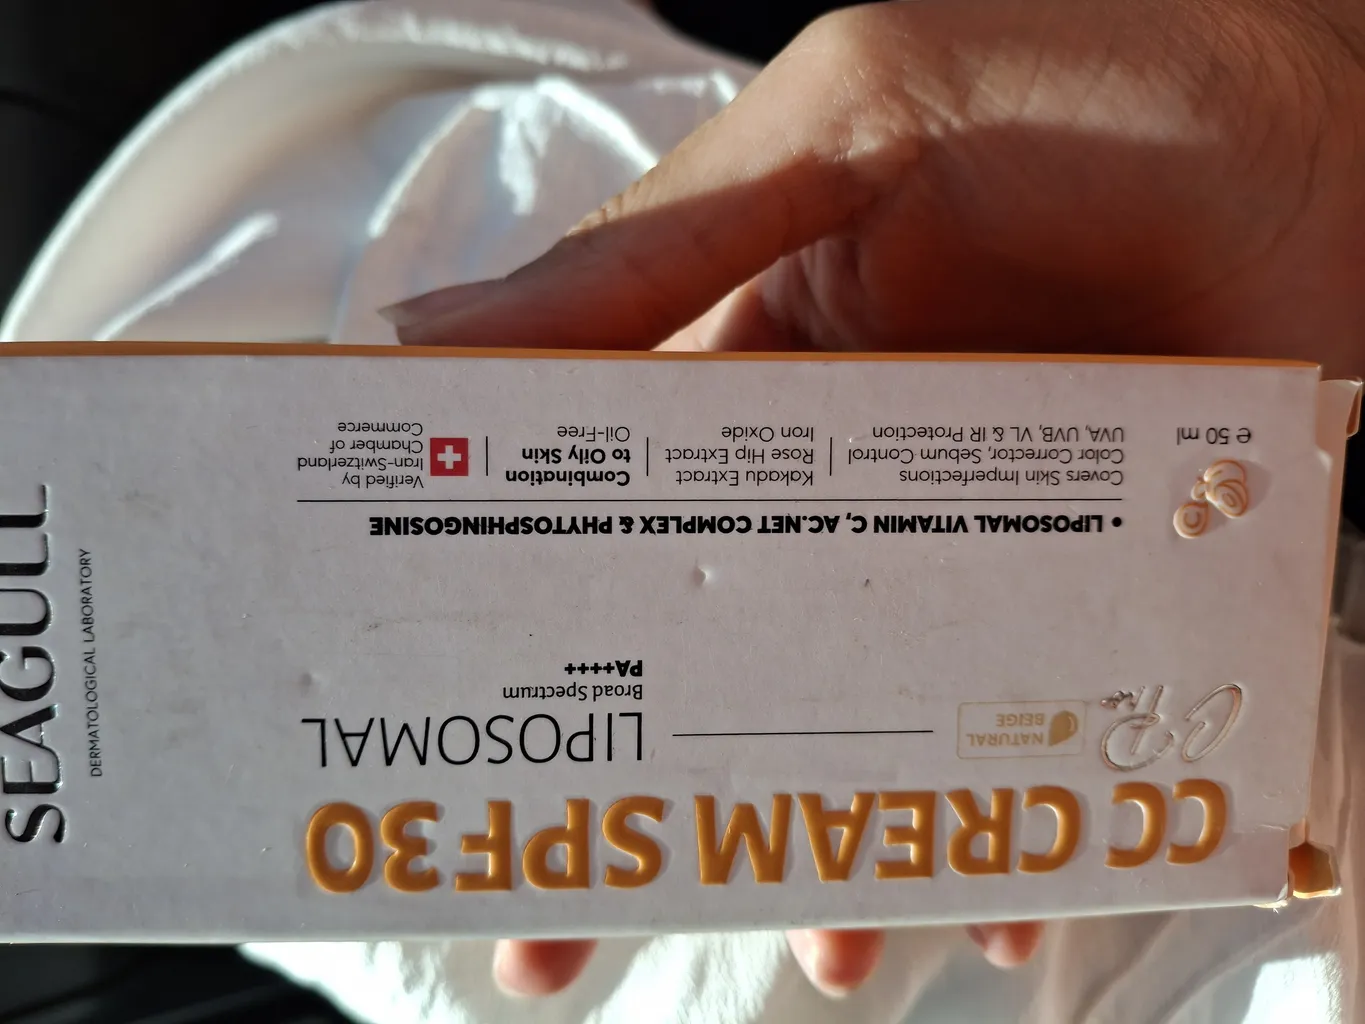 CC CREAM SPF30
CC Pro
NATURAL
BEIGE
LIPOSOMAL
Broad Spectrum
PA++++
• LIPOSOMAL VITAMIN C, AC.NET COMPLEX & PHYTOSPHINGOSINE
Covers Skin Imperfections
Color Corrector, Sebum Control
UVA, UVB, VL & IR Protection
Kakadu Extract
Rose Hip Extract
Iron Oxide
Combination
to Oily Skin
Oil-Free
Verified by
Iran-Switzerland
Chamber of
Commerce
e 50 ml
SEAGULL
DERMATOLOGICAL LABORATORY